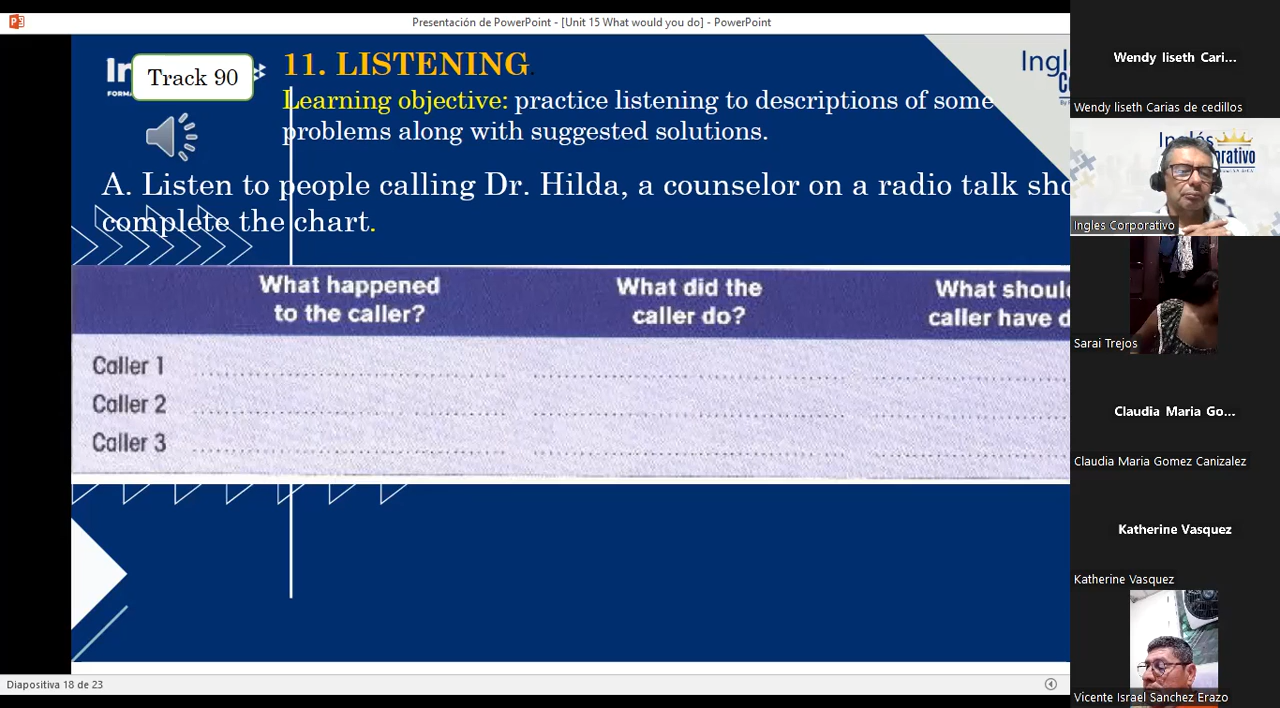 Presentación de PowerPoint - [Unit 15 What would you do] - PowerPoint
Track 90
11. LISTENING.
Learning objective: practice listening to descriptions of some
problems along with suggested solutions.
A. Listen to people calling Dr. Hilda, a counselor on a radio talk
complete the chart.
What happened
to the caller?
What did the
caller do?
What
caller have
Caller 1
Caller 2
Caller 3
Diapositiva 18 de 23
Wendy liseth Cari...
Wendy liseth Carias de cedillos
Inglés
Ingles Corporativo
Sarai Trejos
Claudia Maria Go...
Claudia Maria Gomez Canizalez
Katherine Vasquez
Katherine Vasquez
Vicente Israel Sanchez Erazo